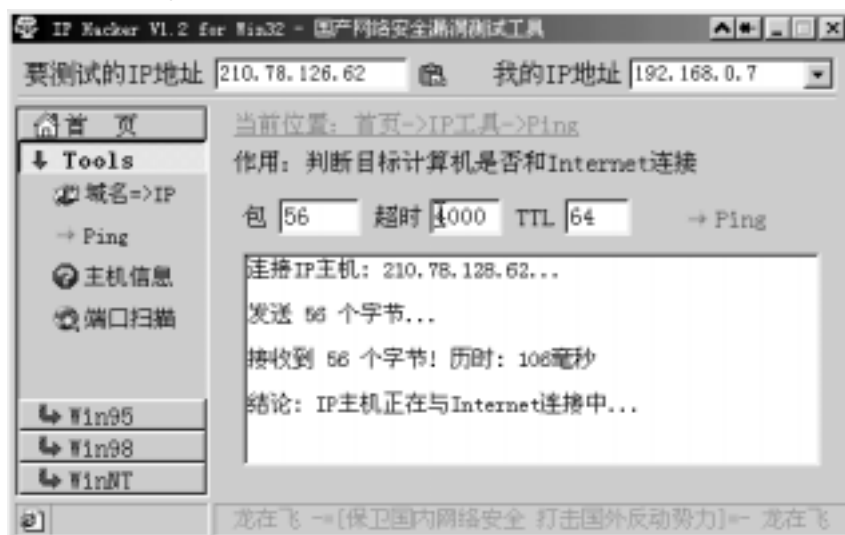 IP Hacker V1.2 for Win32 - 国产网络安全漏洞测试工具
要测试的IP地址 210.78.126.62 我的IP地址 192.168.0.7
首 页
Tools
域名=>IP
→ Ping
主机信息
端口扫描
Win95
Win98
WinNT
当前位置: 首页->IP工具->Ping
作用: 判断目标计算机是否和Internet连接
包 56 超时 4000 TTL 64 → Ping
连接IP主机: 210.78.128.62...
发送 56 个字节...
接收到 56 个字节! 历时: 106毫秒
结论: IP主机正在与Internet连接中...
龙在飞 -=[保卫国内网络安全 打击国外反动势力]=- 龙在飞